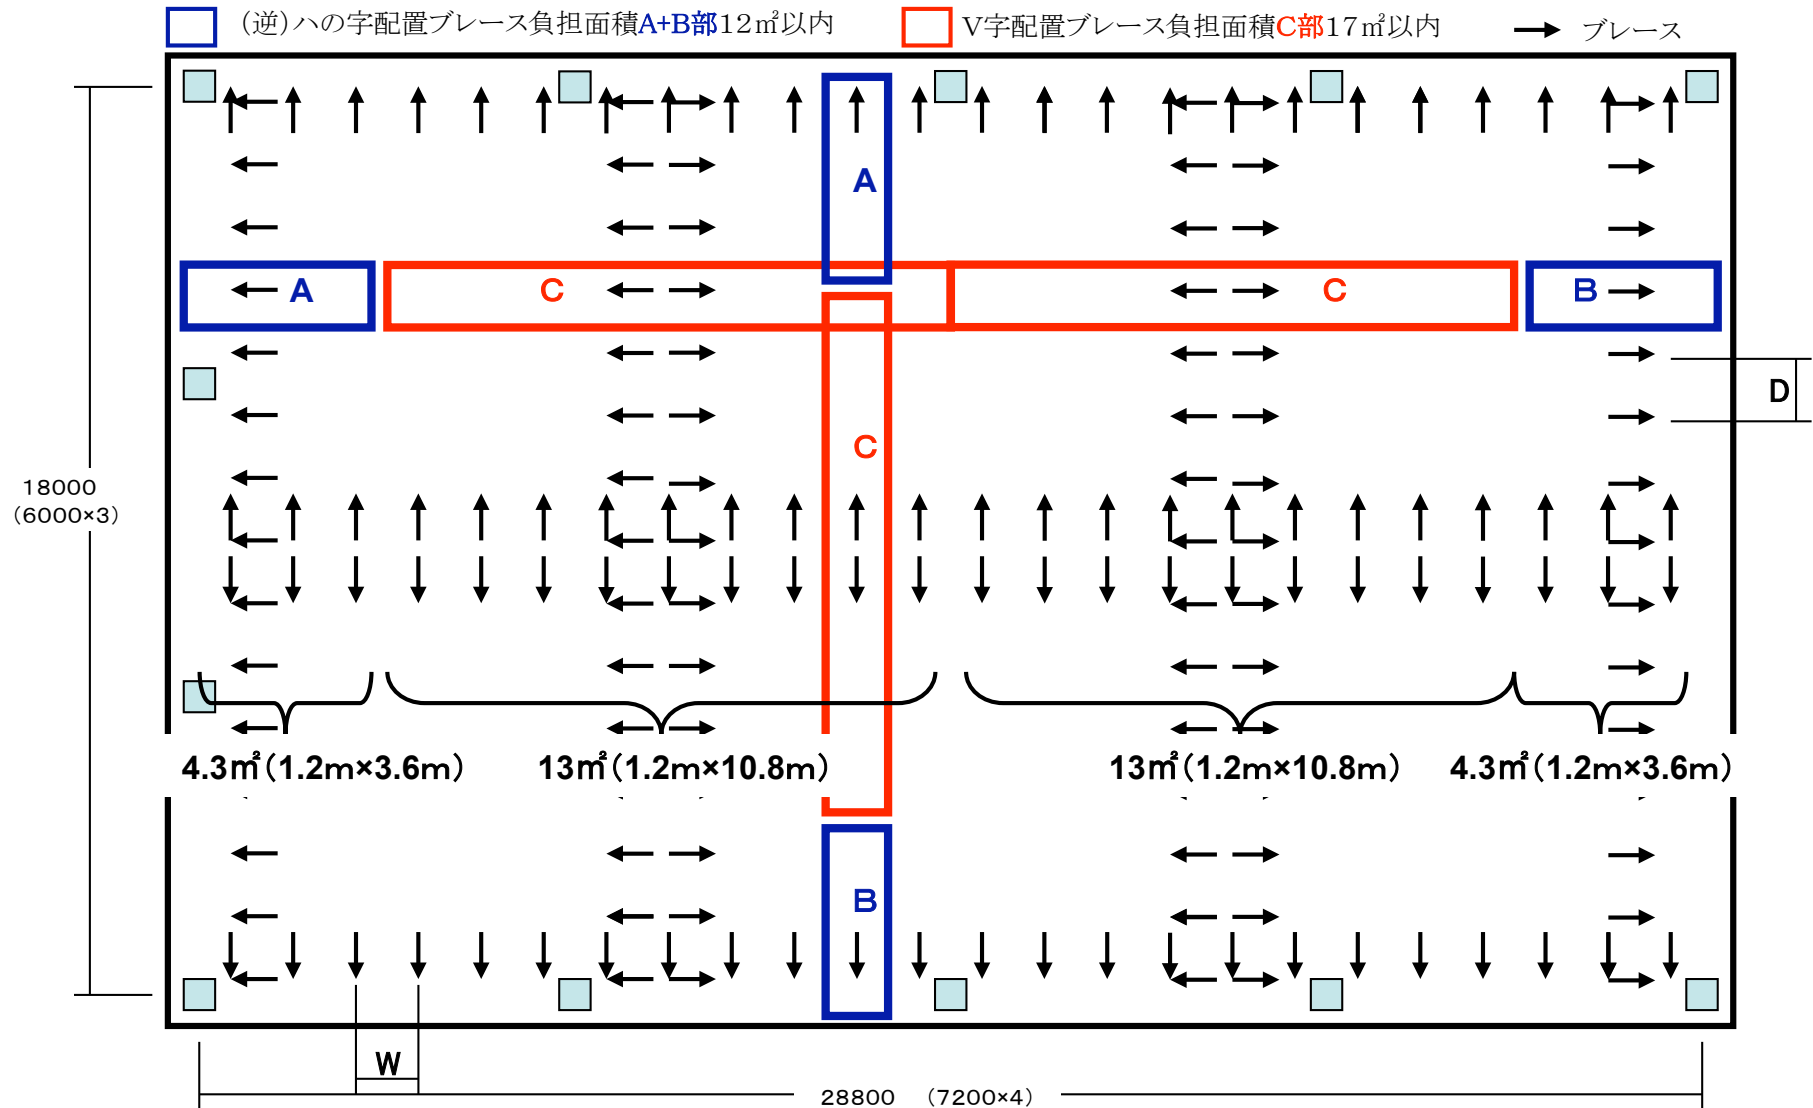 (逆)ハの字配置ブレース負担面積A+B部12㎡以内
V字配置ブレース負担面積C部17㎡以内
ブレース
A
A
C
C
B
D
C
18000
(6000×3)
4.3㎡(1.2m×3.6m)
13㎡(1.2m×10.8m)
13㎡(1.2m×10.8m)
4.3㎡(1.2m×3.6m)
B
W
28800 (7200×4)